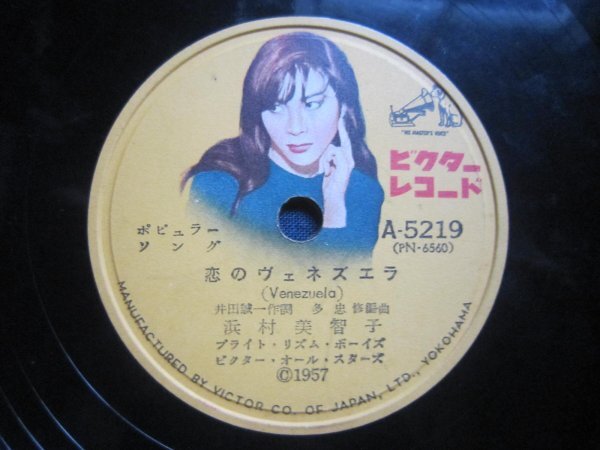 "HIS MASTER'S VOICE"
ビクター
レコード
ポピュラー
ソング
A-5219
(PN-6560)
恋のヴェネズエラ
(Venezuela)
井田誠一作詞 多忠修編曲
浜村美智子
ブライト・リズム・ボーイズ
ビクター・オール・スターズ
©1957
MANUFACTURED BY VICTOR CO. OF JAPAN, LTD., YOKOHAMA